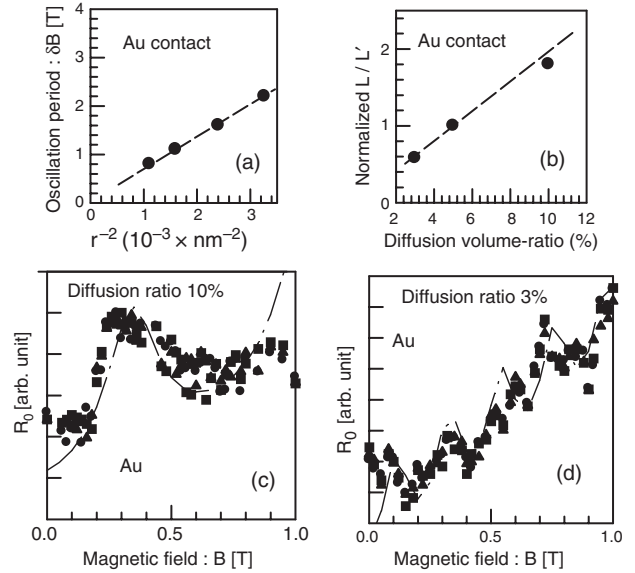 Oscillation period : δB [T]
4
3
2
1
0
Au contact
(a)
0
1
2
3
r⁻² (10⁻³ × nm⁻²)
Normalized L / L′
2
1
0
Au contact
(b)
2
4
6
8
10
12
Diffusion volume-ratio (%)
R₀ [arb. unit]
Diffusion ratio 10%
Au
(c)
0.0
0.5
1.0
Magnetic field : B [T]
R₀ [arb. unit]
Diffusion ratio 3%
Au
(d)
0.0
0.5
1.0
Magnetic field : B [T]